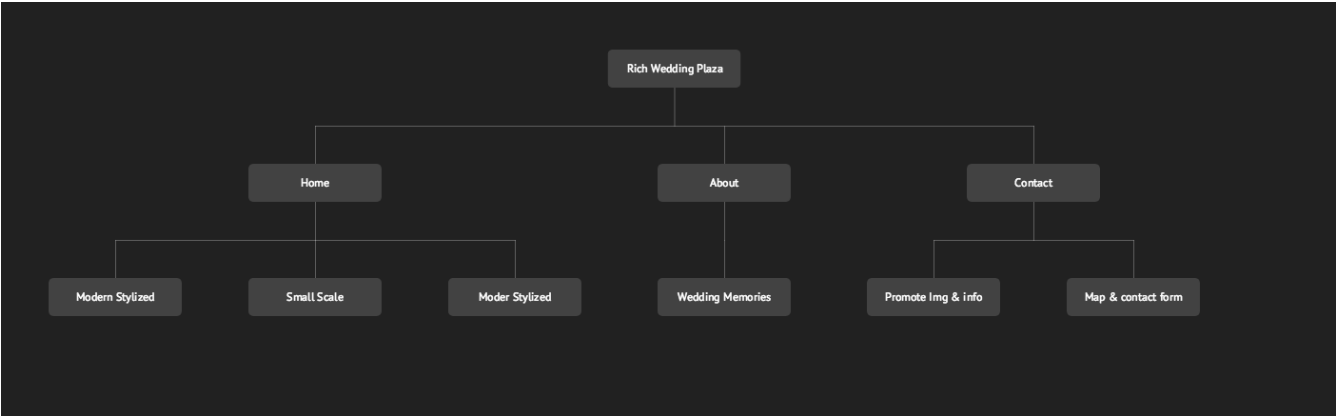 Rich Wedding Plaza
Home
About
Contact
Modern Stylized
Small Scale
Moder Stylized
Wedding Memories
Promote Img & info
Map & contact form